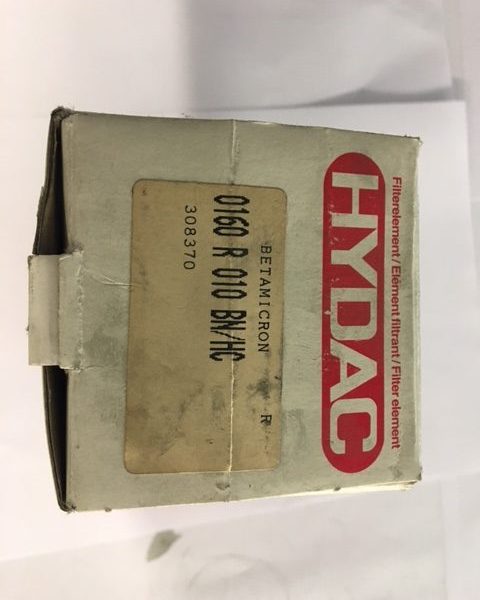 Filterelement / Elément filtrant / Filter element
HYDAC
BETAMICRON R
0160 R 010 BN/HC
308370